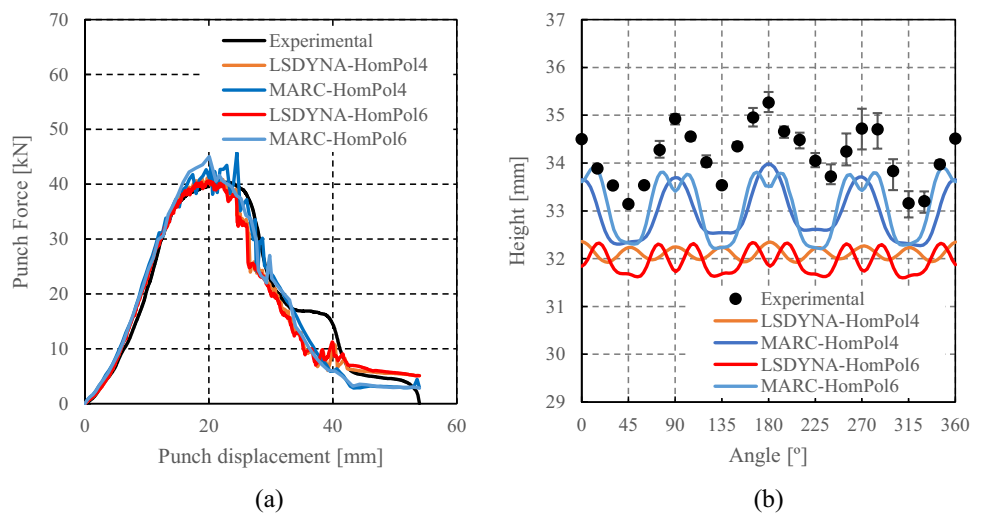 70
60
50
40
30
20
10
0
0
20
40
60
Punch Force [kN]
Punch displacement [mm]
Experimental
LSDYNA-HomPol4
MARC-HomPol4
LSDYNA-HomPol6
MARC-HomPol6
(a)
37
36
35
34
33
32
31
30
29
0
45
90
135
180
225
270
315
360
Height [mm]
Angle [º]
Experimental
LSDYNA-HomPol4
MARC-HomPol4
LSDYNA-HomPol6
MARC-HomPol6
(b)